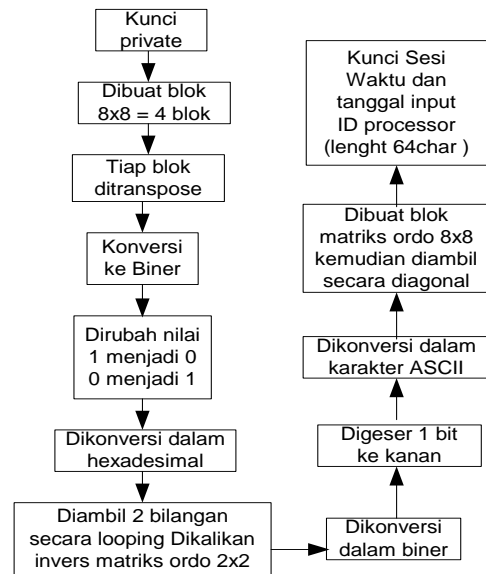 Kunci
private
Dibuat blok
8x8 = 4 blok
Tiap blok
ditranspose
Konversi
ke Biner
Dirubah nilai
1 menjadi 0
0 menjadi 1
Dikonversi dalam
hexadesimal
Diambil 2 bilangan
secara looping Dikalikan
invers matriks ordo 2x2
Dikonversi
dalam biner
Digeser 1 bit
ke kanan
Dikonversi dalam
karakter ASCII
Dibuat blok
matriks ordo 8x8
kemudian diambil
secara diagonal
Kunci Sesi
Waktu dan
tanggal input
ID processor
(lenght 64char )